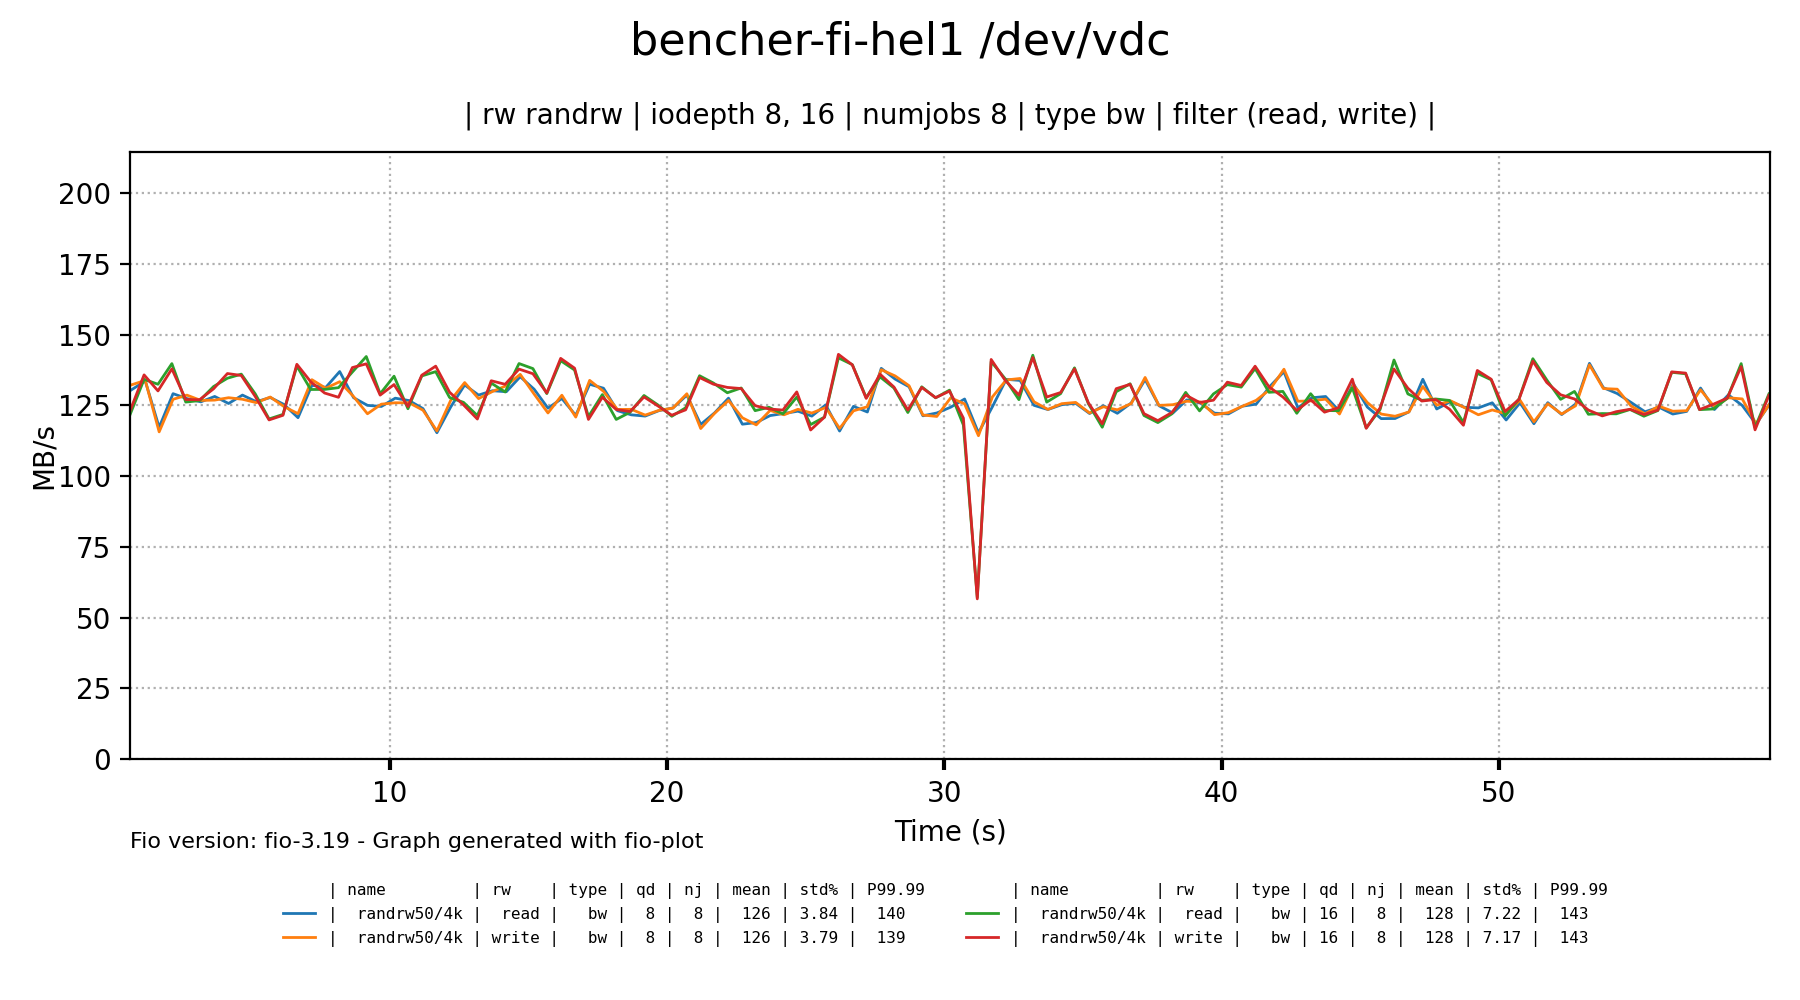 bencher-fi-hel1 /dev/vdc
| rw randrw | iodepth 8, 16 | numjobs 8 | type bw | filter (read, write) |
200
175
150
125
100
75
50
25
0
MB/s
10 20 30 40 50
Time (s)
Fio version: fio-3.19 - Graph generated with fio-plot
| name | rw | type | qd | nj | mean | std% | P99.99 | name | rw | type | qd | nj | mean | std% | P99.99
| randrw50/4k | read | bw | 8 | 8 | 126 | 3.84 | 140 | randrw50/4k | read | bw | 16 | 8 | 128 | 7.22 | 143
| randrw50/4k | write | bw | 8 | 8 | 126 | 3.79 | 139 | randrw50/4k | write | bw | 16 | 8 | 128 | 7.17 | 143